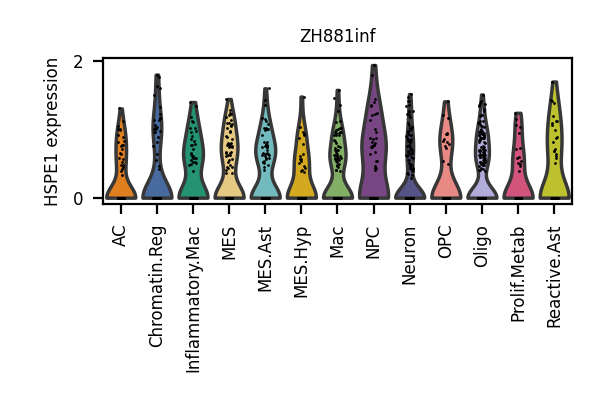 ZH881inf
HSPE1 expression
2
0
AC
Chromatin.Reg
Inflammatory.Mac
MES
MES.Ast
MES.Hyp
Mac
NPC
Neuron
OPC
Oligo
Prolif.Metab
Reactive.Ast